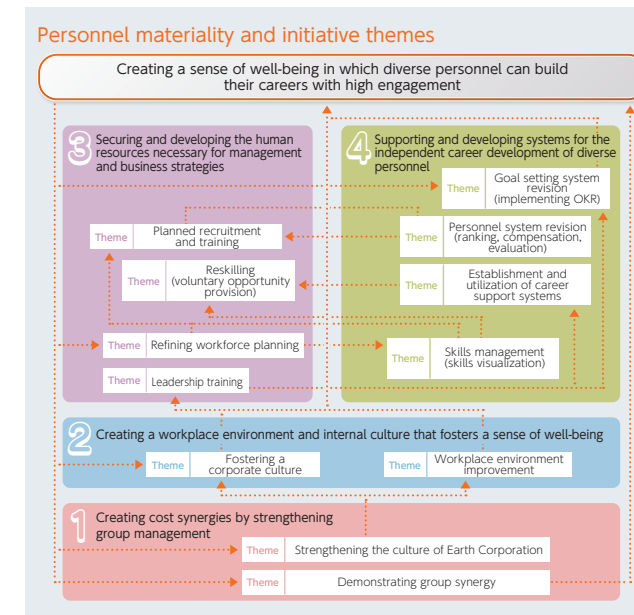 Personnel materiality and initiative themes
Creating a sense of well-being in which diverse personnel can build
their careers with high engagement
3
Securing and developing the human
resources necessary for management
and business strategies
Theme
Planned recruitment
and training
Theme
Reskilling
(voluntary opportunity
provision)
Theme
Refining workforce planning
Theme
Leadership training
4
Supporting and developing systems for the
independent career development of diverse
personnel
Theme
Goal setting system
revision
(implementing OKR)
Theme
Personnel system revision
(ranking, compensation,
evaluation)
Theme
Establishment and
utilization of career
support systems
Theme
Skills management
(skills visualization)
2
Creating a workplace environment and internal culture that fosters a sense of well-being
Theme
Fostering a
corporate culture
Theme
Workplace environment
improvement
1
Creating cost synergies by strengthening
group management
Theme
Strengthening the culture of Earth Corporation
Theme
Demonstrating group synergy